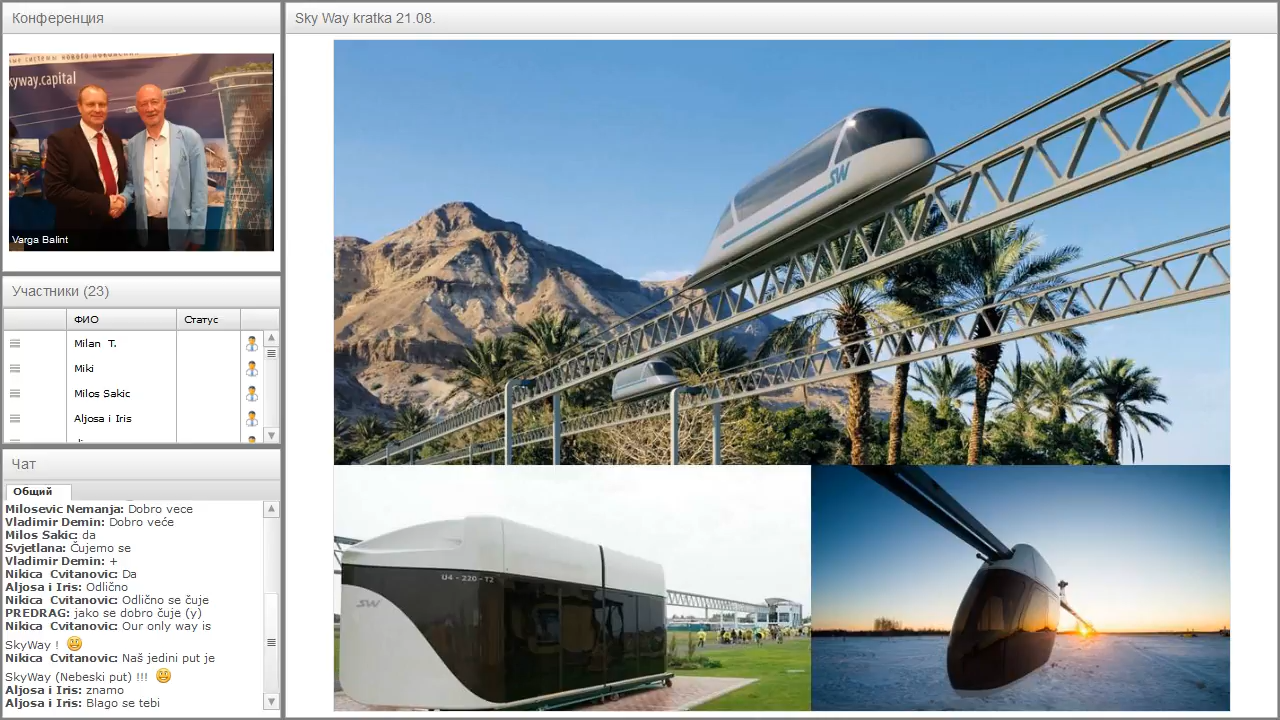 Конференция
kyway.capital
Varga Balint
Участники (23)
ФИО Статус
Milan T.
Miki
Milos Sakic
Aljosa i Iris
Чат
Общий
Milosevic Nemanja: Dobro vece
Vladimir Demin: Dobro veće
Milos Sakic: da
Svjetlana: Čujemo se
Vladimir Demin: +
Nikica Cvitanovic: Da
Aljosa i Iris: Odlično
Nikica Cvitanovic: Odlično se čuje
PREDRAG: jako se dobro čuje (y)
Nikica Cvitanovic: Our only way is
SkyWay !
Nikica Cvitanovic: Naš jedini put je
SkyWay (Nebeski put) !!!
Aljosa i Iris: znamo
Aljosa i Iris: Blago se tebi
Sky Way kratka 21.08.
SW
U4 - 220 - T2
SW